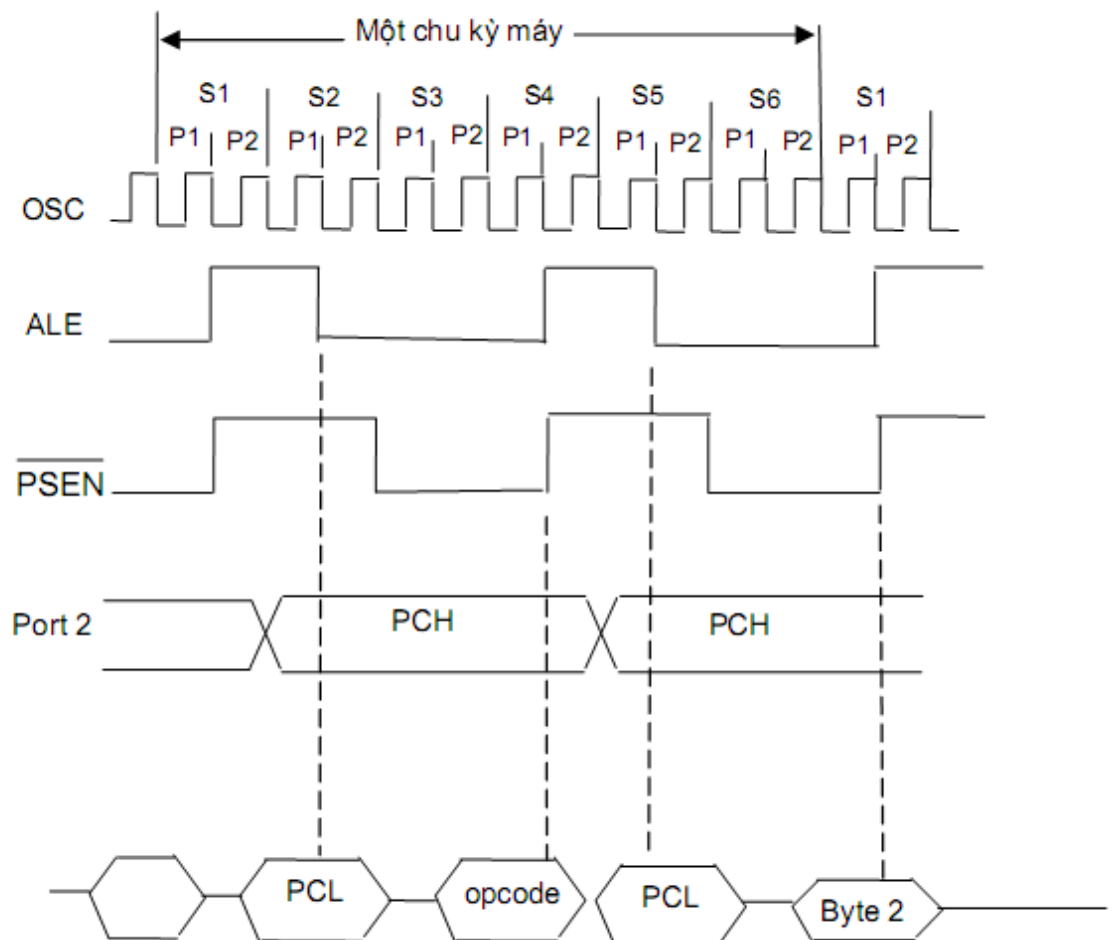 Một chu kỳ máy
S1 S2 S3 S4 S5 S6 S1
P1 P2 P1 P2 P1 P2 P1 P2 P1 P2 P1 P2 P1 P2
OSC
ALE
PSEN
Port 2 PCH PCH
PCL opcode PCL Byte 2